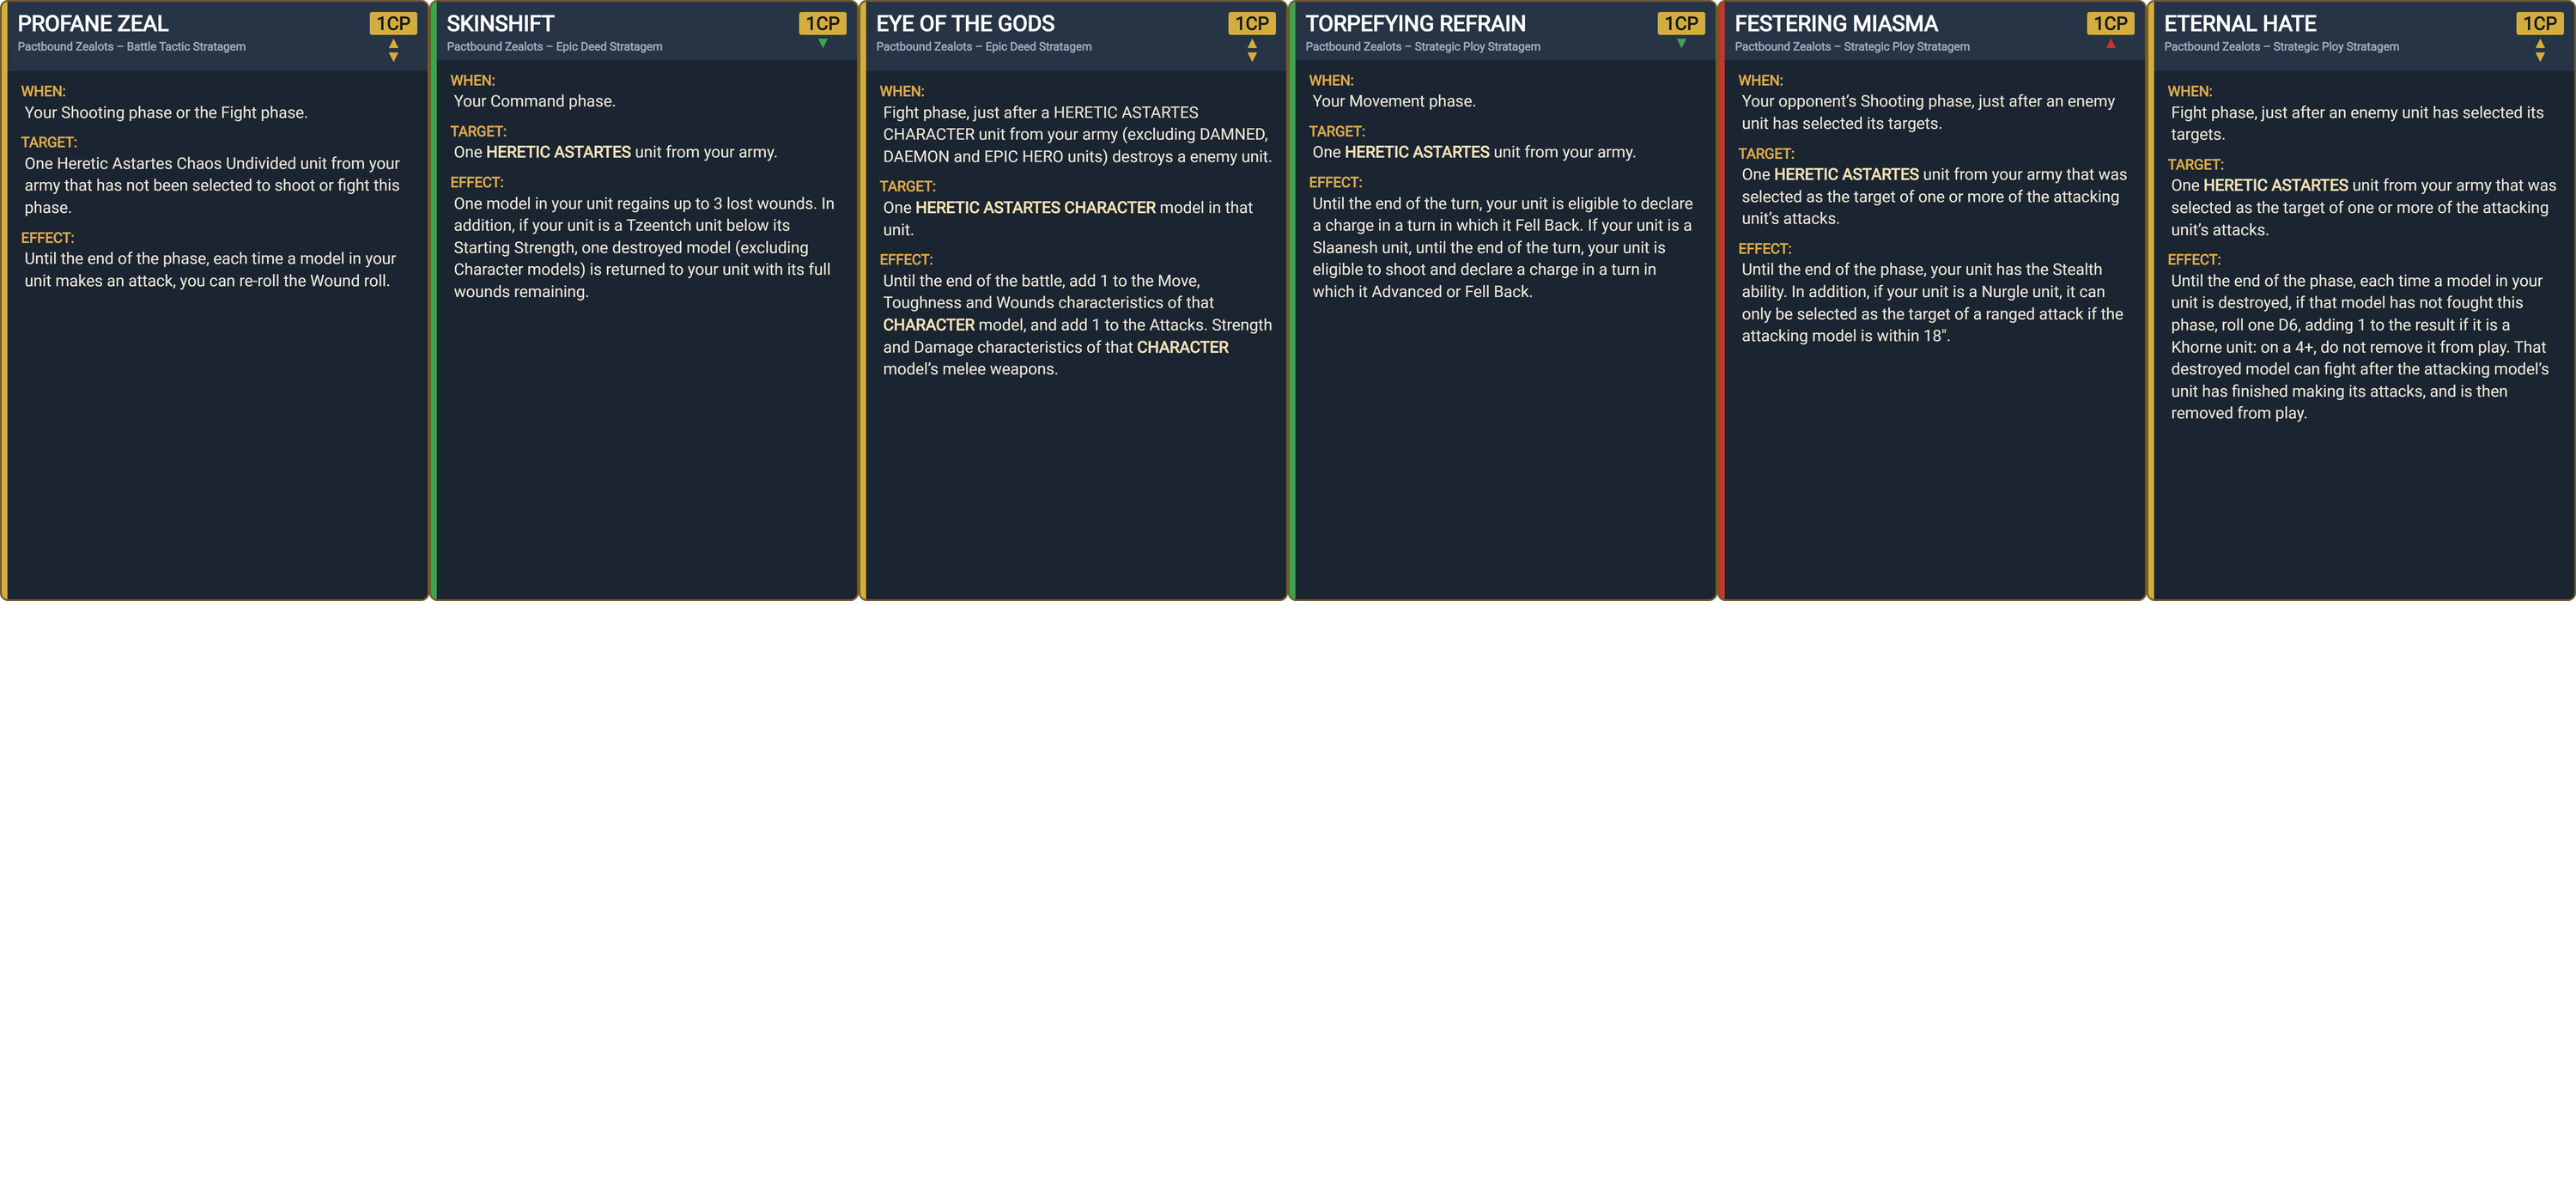 PROFANE ZEAL
1CP
Pactbound Zealots – Battle Tactic Stratagem
WHEN:
Your Shooting phase or the Fight phase.
TARGET:
One Heretic Astartes Chaos Undivided unit from your
army that has not been selected to shoot or fight this
phase.
EFFECT:
Until the end of the phase, each time a model in your
unit makes an attack, you can re-roll the Wound roll.
SKINSHIFT
1CP
Pactbound Zealots – Epic Deed Stratagem
WHEN:
Your Command phase.
TARGET:
One HERETIC ASTARTES unit from your army.
EFFECT:
One model in your unit regains up to 3 lost wounds. In
addition, if your unit is a Tzeentch unit below its
Starting Strength, one destroyed model (excluding
Character models) is returned to your unit with its full
wounds remaining.
EYE OF THE GODS
1CP
Pactbound Zealots – Epic Deed Stratagem
WHEN:
Fight phase, just after a HERETIC ASTARTES
CHARACTER unit from your army (excluding DAMNED,
DAEMON and EPIC HERO units) destroys a enemy unit.
TARGET:
One HERETIC ASTARTES CHARACTER model in that
unit.
EFFECT:
Until the end of the battle, add 1 to the Move,
Toughness and Wounds characteristics of that
CHARACTER model, and add 1 to the Attacks. Strength
and Damage characteristics of that CHARACTER
model’s melee weapons.
TORPEFYING REFRAIN
1CP
Pactbound Zealots – Strategic Ploy Stratagem
WHEN:
Your Movement phase.
TARGET:
One HERETIC ASTARTES unit from your army.
EFFECT:
Until the end of the turn, your unit is eligible to declare
a charge in a turn in which it Fell Back. If your unit is a
Slaanesh unit, until the end of the turn, your unit is
eligible to shoot and declare a charge in a turn in
which it Advanced or Fell Back.
FESTERING MIASMA
1CP
Pactbound Zealots – Strategic Ploy Stratagem
WHEN:
Your opponent’s Shooting phase, just after an enemy
unit has selected its targets.
TARGET:
One HERETIC ASTARTES unit from your army that was
selected as the target of one or more of the attacking
unit’s attacks.
EFFECT:
Until the end of the phase, your unit has the Stealth
ability. In addition, if your unit is a Nurgle unit, it can
only be selected as the target of a ranged attack if the
attacking model is within 18".
ETERNAL HATE
1CP
Pactbound Zealots – Strategic Ploy Stratagem
WHEN:
Fight phase, just after an enemy unit has selected its
targets.
TARGET:
One HERETIC ASTARTES unit from your army that was
selected as the target of one or more of the attacking
unit’s attacks.
EFFECT:
Until the end of the phase, each time a model in your
unit is destroyed, if that model has not fought this
phase, roll one D6, adding 1 to the result if it is a
Khorne unit: on a 4+, do not remove it from play. That
destroyed model can fight after the attacking model’s
unit has finished making its attacks, and is then
removed from play.